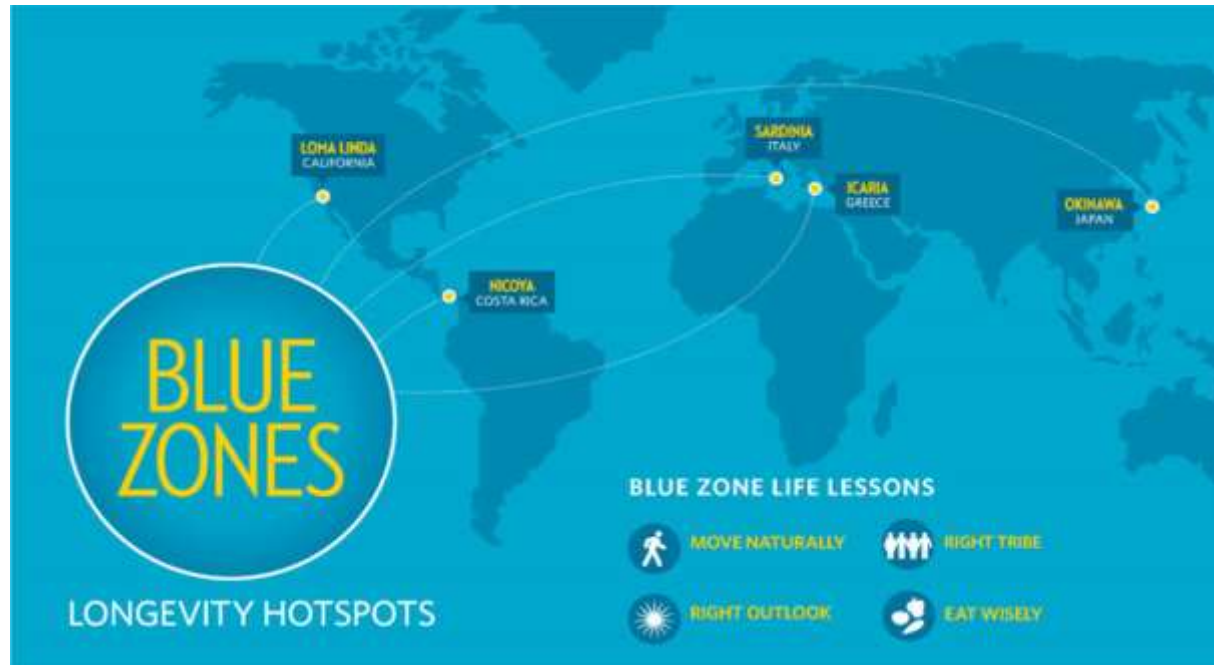 LOMA LINDA
CALIFORNIA
SARDINIA
ITALY
ICARIA
GREECE
OKINAWA
JAPAN
NICOYA
COSTA RICA
BLUE
ZONES
LONGEVITY HOTSPOTS
BLUE ZONE LIFE LESSONS
MOVE NATURALLY
RIGHT TRIBE
RIGHT OUTLOOK
EAT WISELY